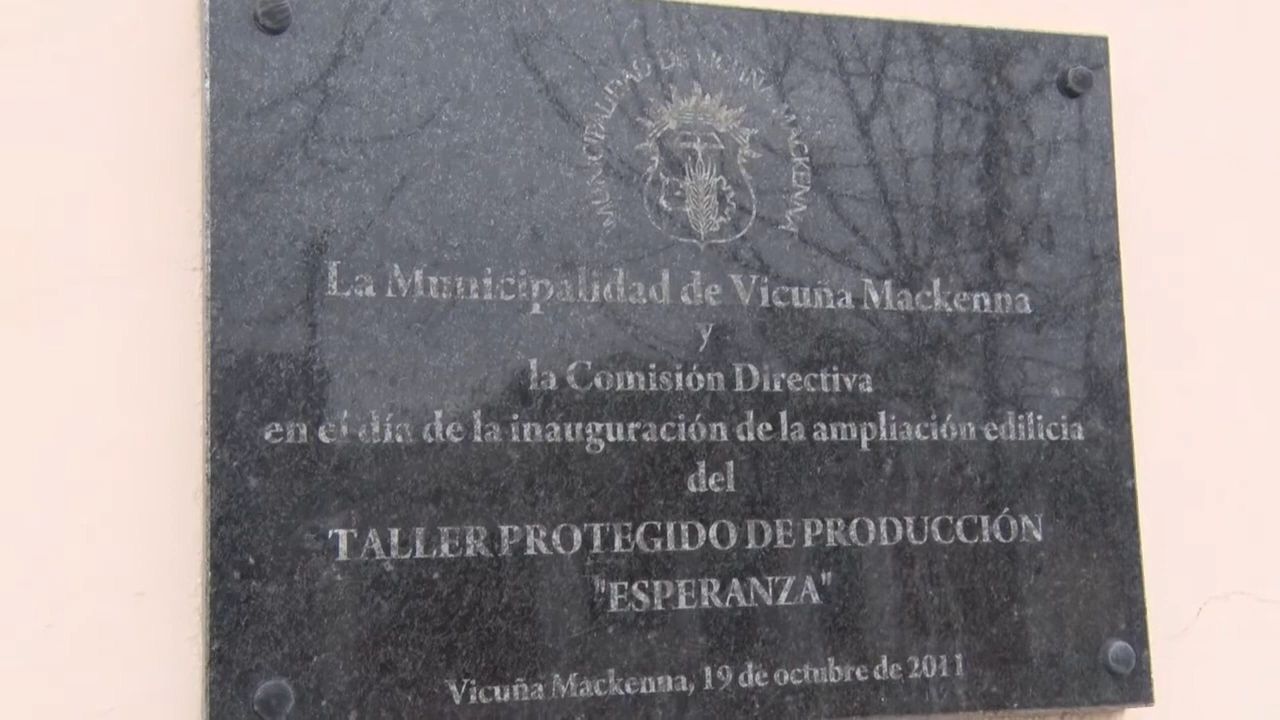 MUNICIPALIDAD DE VICUÑA MACKENNA
La Municipalidad de Vicuña Mackenna
y
la Comisión Directiva
en el día de la inauguración de la ampliación edilicia
del
TALLER PROTEGIDO DE PRODUCCIÓN
"ESPERANZA"
Vicuña Mackenna, 19 de octubre de 2011